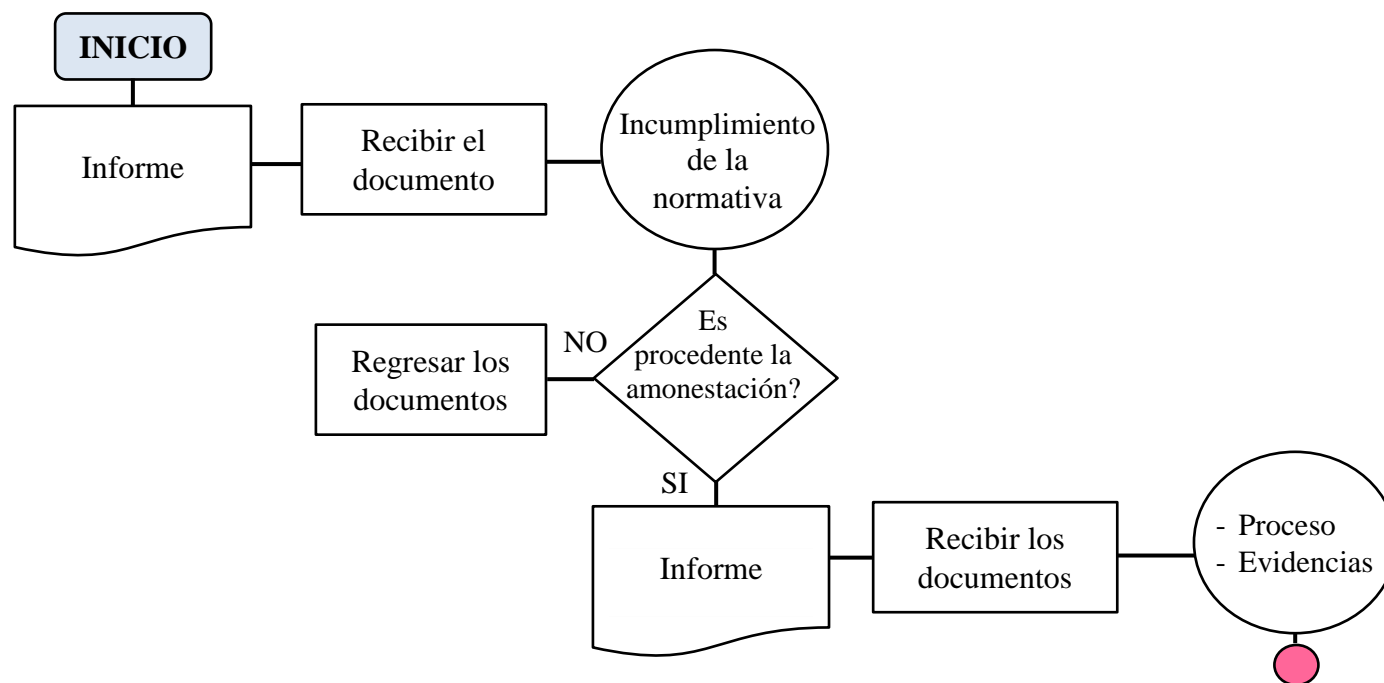 INICIO
Informe
Recibir el
documento
Incumplimiento
de la
normativa
Es
procedente la
amonestación?
NO
Regresar los
documentos
SI
Informe
Recibir los
documentos
- Proceso
- Evidencias